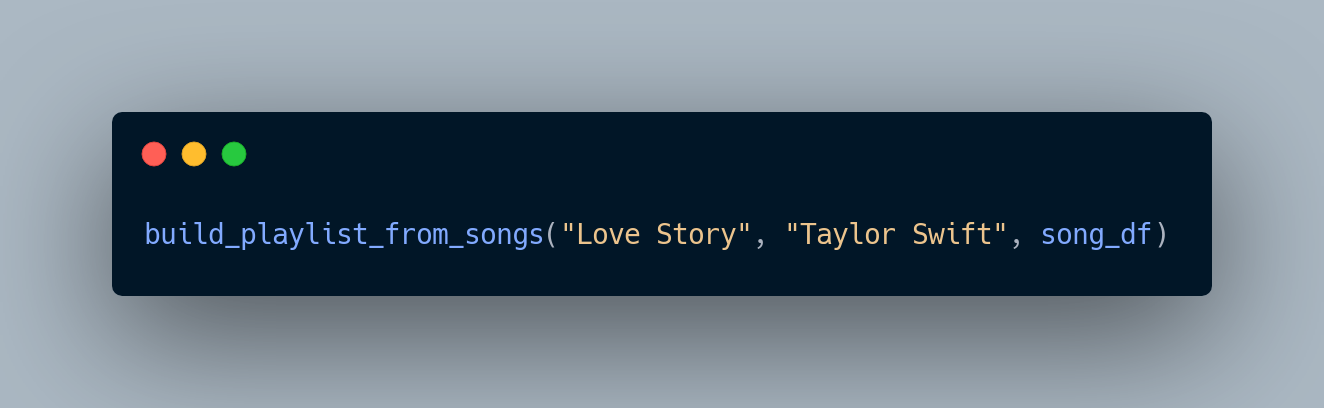 build_playlist_from_songs("Love Story", "Taylor Swift", song_df)